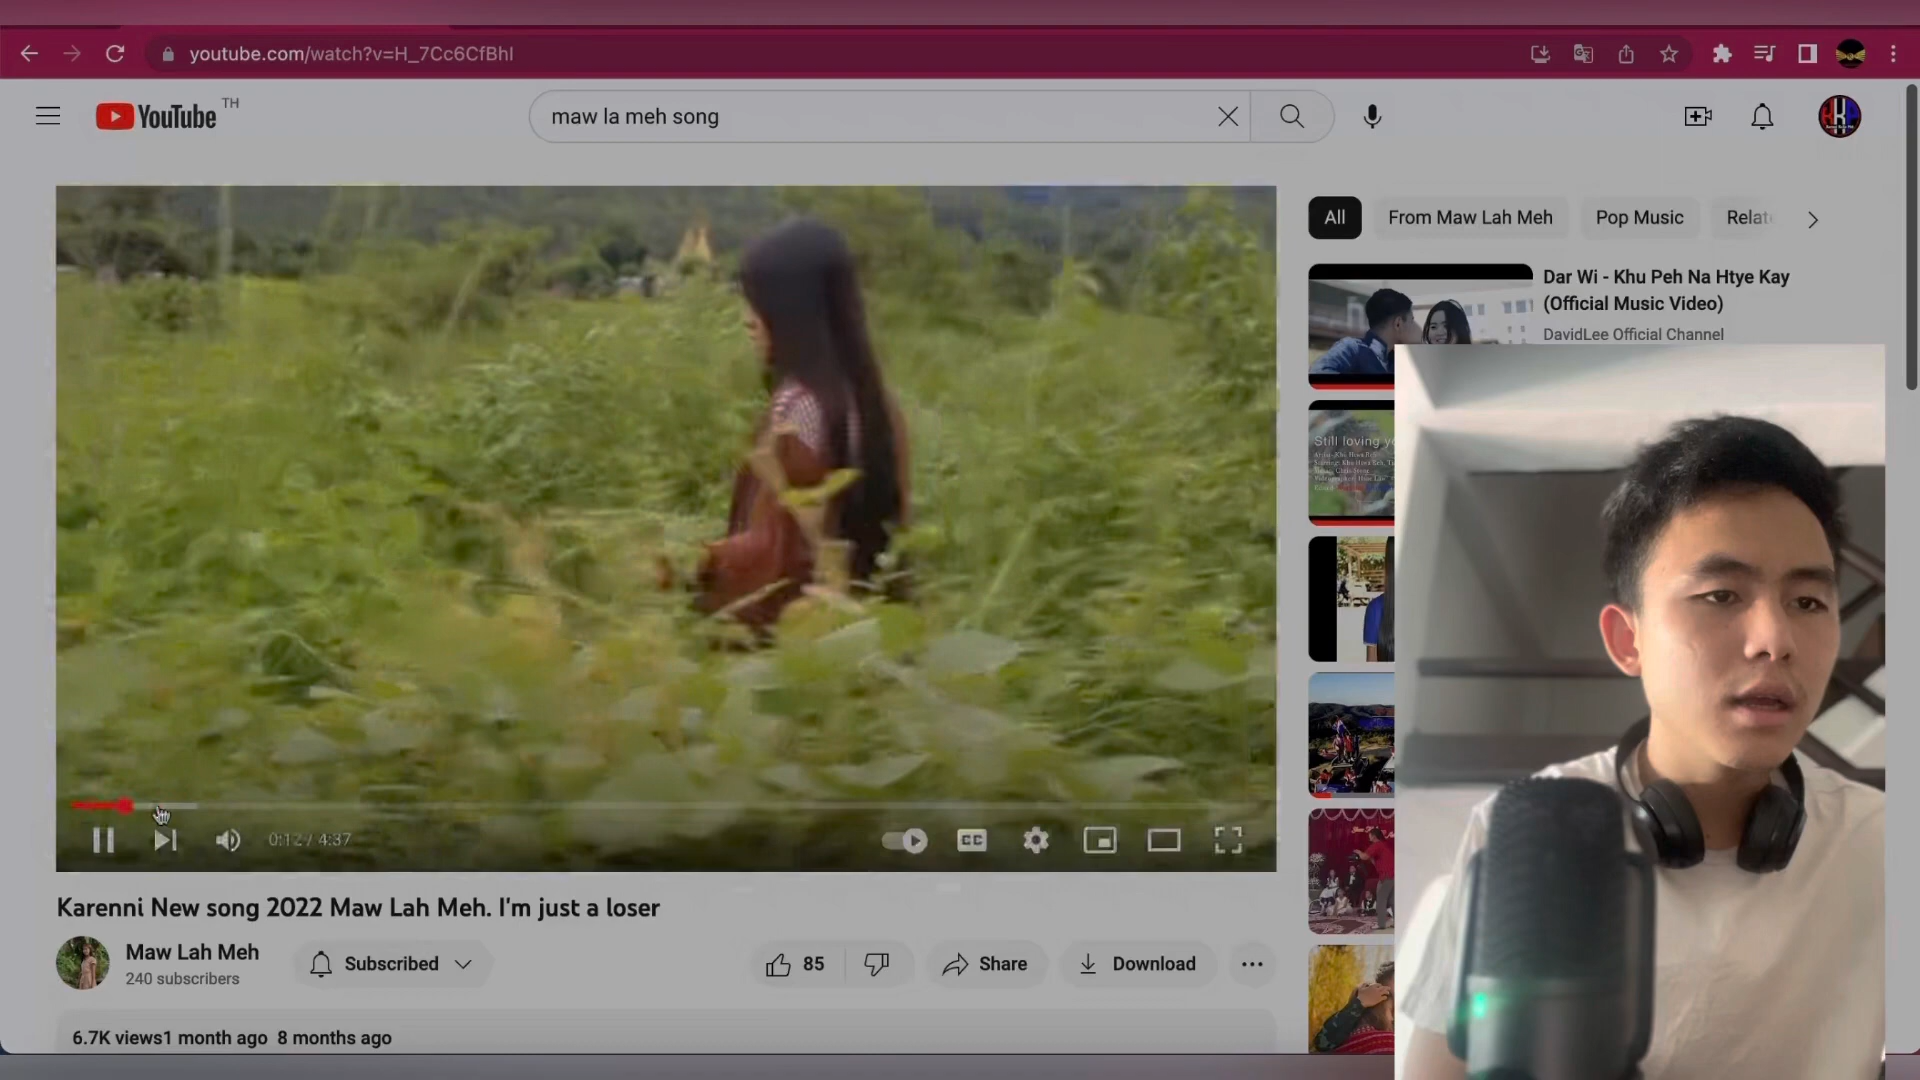 youtube.com/watch?v=H_7Cc6CfBhI
YouTube TH
maw la meh song
All From Maw Lah Meh Pop Music Relat
Dar Wi - Khu Peh Na Htye Kay
(Official Music Video)
DavidLee Official Channel
Still loving yo
0:12 / 4:37
CC
Karenni New song 2022 Maw Lah Meh. I'm just a loser
Maw Lah Meh
240 subscribers
Subscribed
85
Share
Download
6.7K views1 month ago 8 months ago